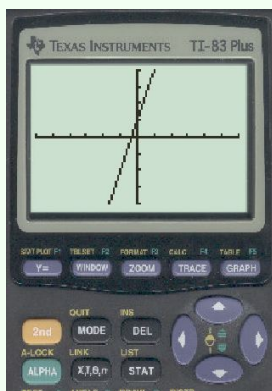 TEXAS INSTRUMENTS TI-83 Plus
STAT PLOT F1 TBLSET F2 FORMAT F3 CALC F4 TABLE F5
Y= WINDOW ZOOM TRACE GRAPH
QUIT INS
2nd MODE DEL
A-LOCK LINK LIST
ALPHA X,T,θ,n STAT